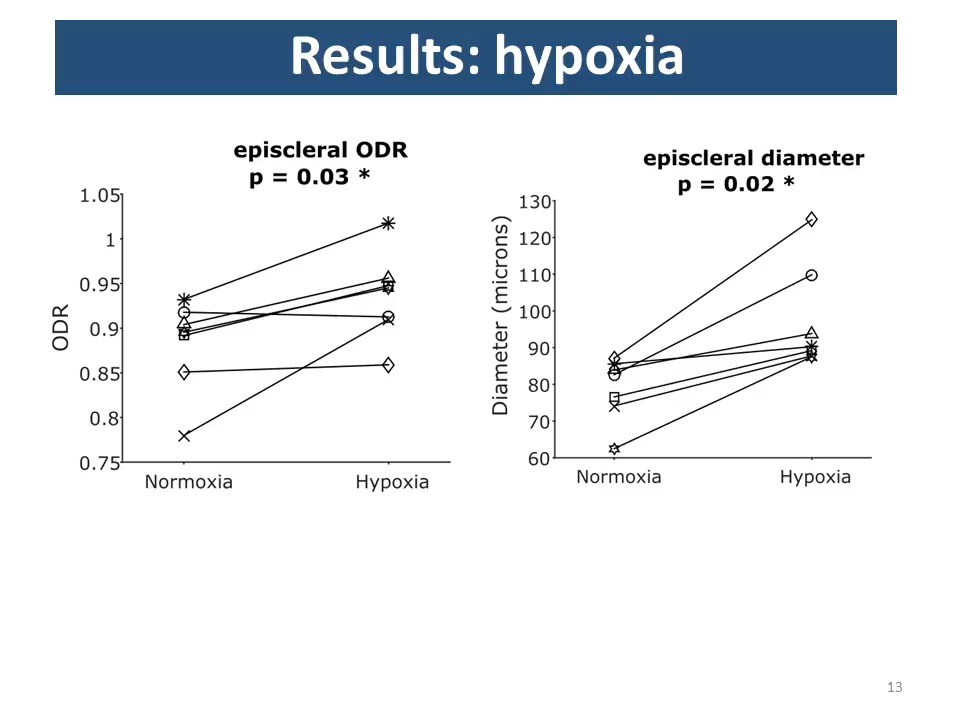 Results: hypoxia
episcleral ODR
p = 0.03 *
1.05
1
0.95
0.9
0.85
0.8
0.75
ODR
Normoxia
Hypoxia
episcleral diameter
p = 0.02 *
130
120
110
100
90
80
70
60
Diameter (microns)
Normoxia
Hypoxia
13